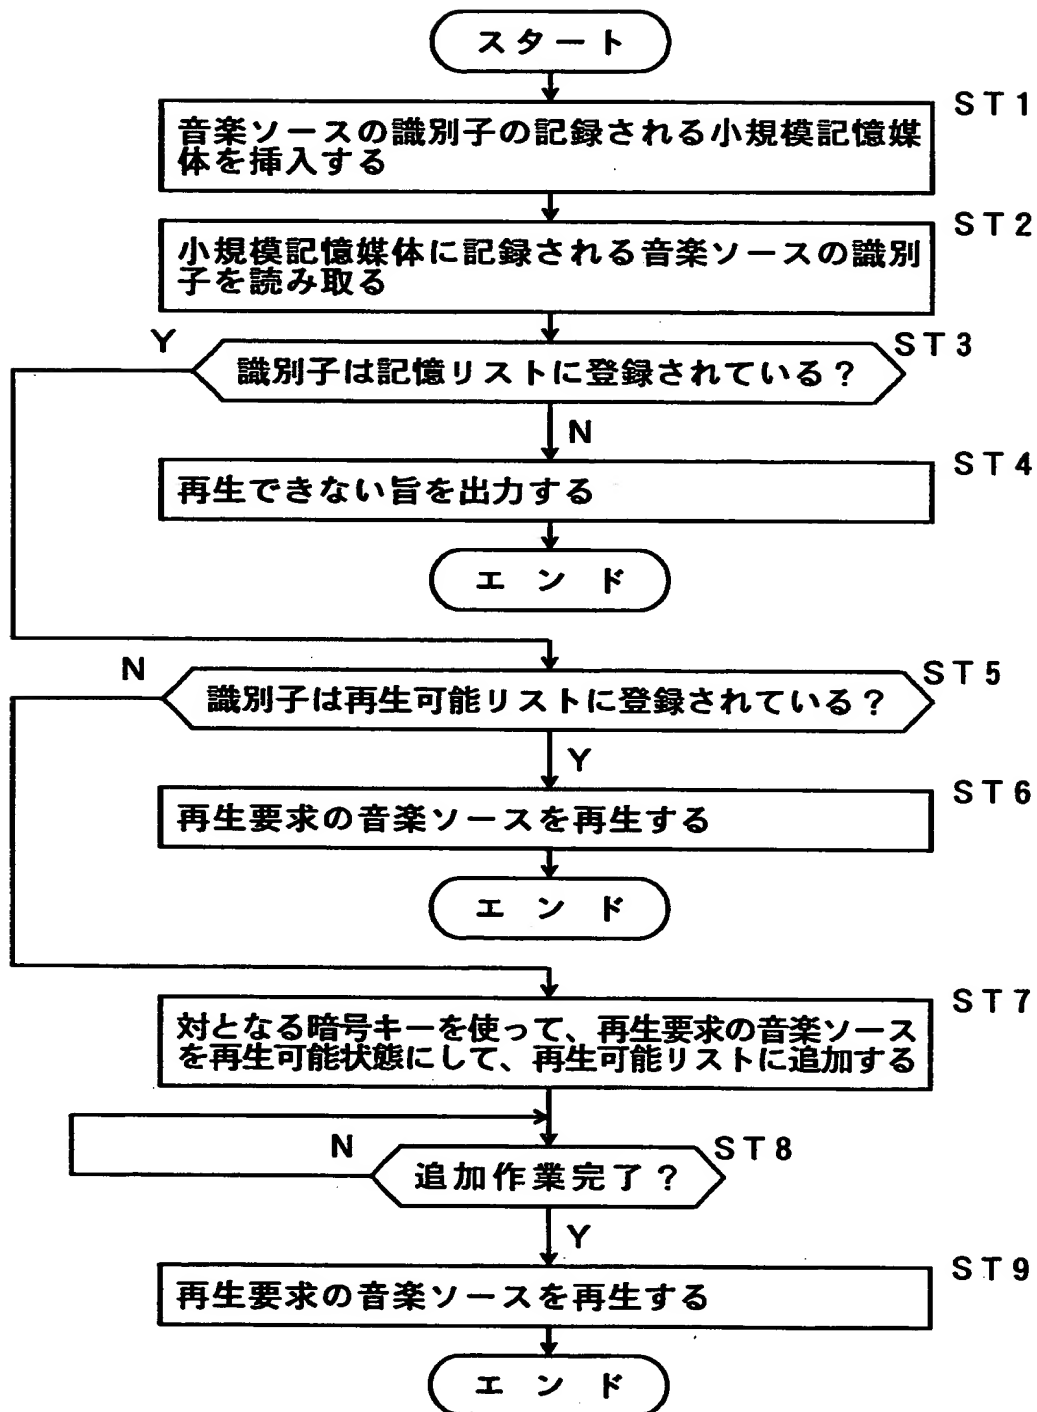 スタート
ST1
音楽ソースの識別子の記録される小規模記憶媒
体を挿入する
ST2
小規模記憶媒体に記録される音楽ソースの識別
子を読み取る
Y
ST3
識別子は記憶リストに登録されている？
N
ST4
再生できない旨を出力する
エンド
N
ST5
識別子は再生可能リストに登録されている？
Y
ST6
再生要求の音楽ソースを再生する
エンド
ST7
対となる暗号キーを使って、再生要求の音楽ソース
を再生可能状態にして、再生可能リストに追加する
N
ST8
追加作業完了？
Y
ST9
再生要求の音楽ソースを再生する
エンド